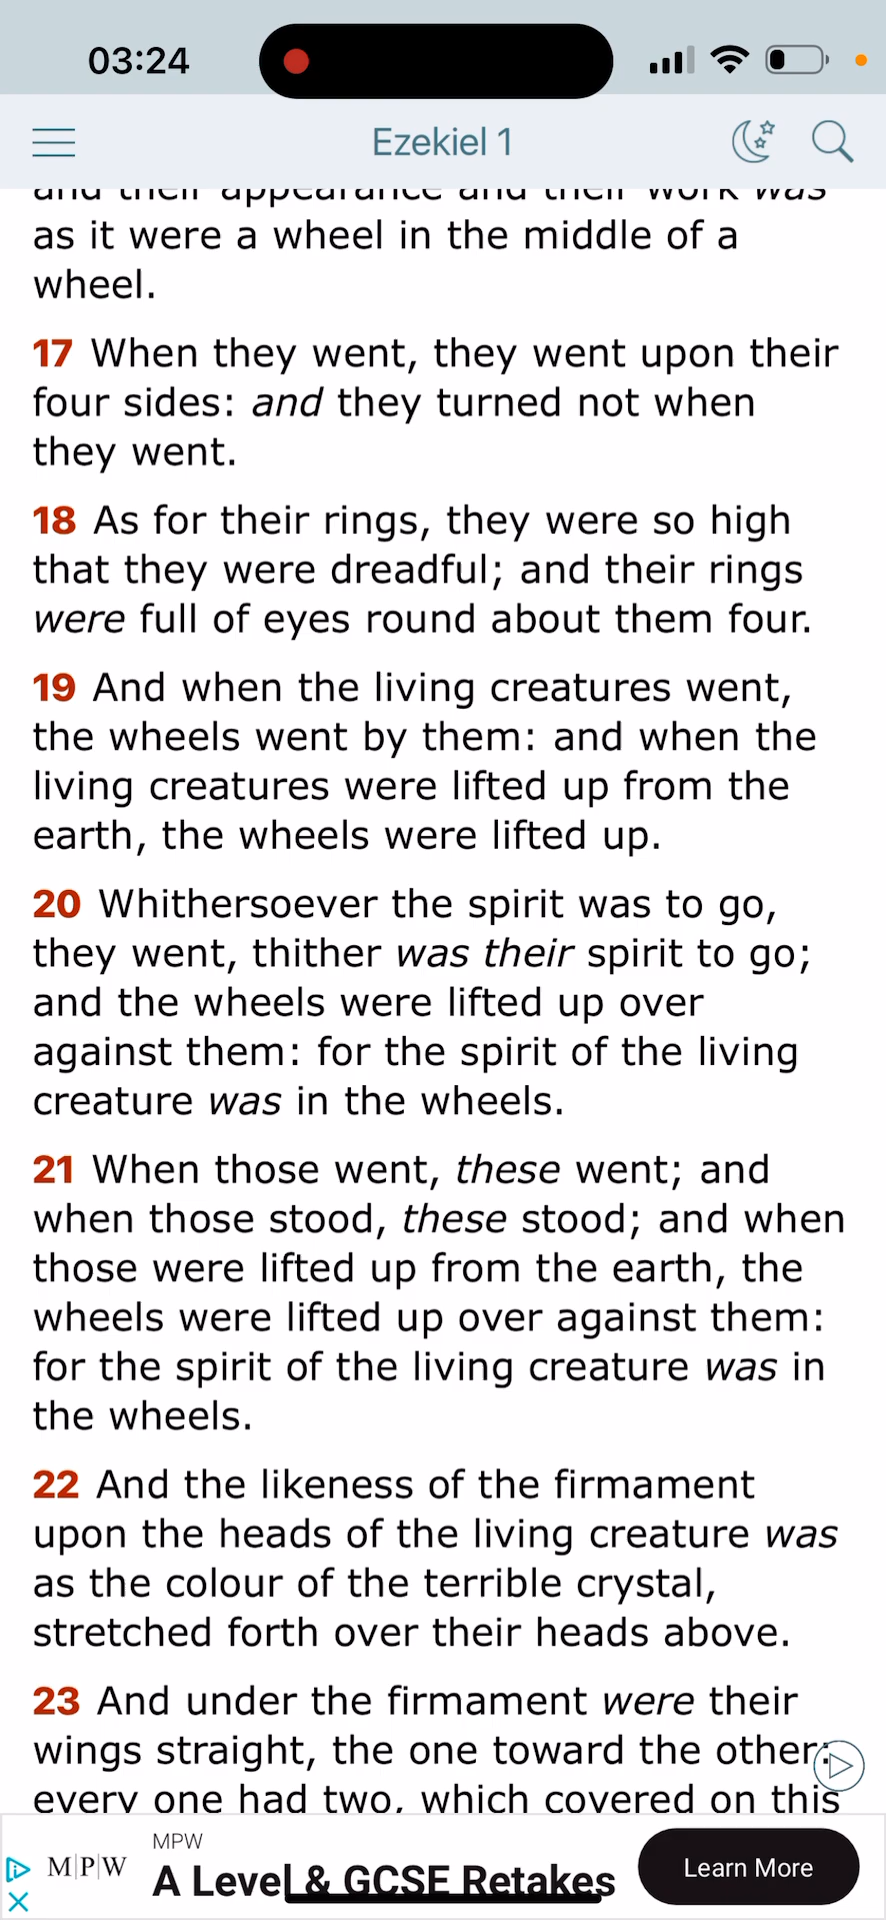 03:24
Ezekiel 1
and their appearance and their work was
as it were a wheel in the middle of a
wheel.
17 When they went, they went upon their
four sides: and they turned not when
they went.
18 As for their rings, they were so high
that they were dreadful; and their rings
were full of eyes round about them four.
19 And when the living creatures went,
the wheels went by them: and when the
living creatures were lifted up from the
earth, the wheels were lifted up.
20 Whithersoever the spirit was to go,
they went, thither was their spirit to go;
and the wheels were lifted up over
against them: for the spirit of the living
creature was in the wheels.
21 When those went, these went; and
when those stood, these stood; and when
those were lifted up from the earth, the
wheels were lifted up over against them:
for the spirit of the living creature was in
the wheels.
22 And the likeness of the firmament
upon the heads of the living creature was
as the colour of the terrible crystal,
stretched forth over their heads above.
23 And under the firmament were their
wings straight, the one toward the other:
every one had two, which covered on this
MPW
M|P|W
A Level & GCSE Retakes
Learn More